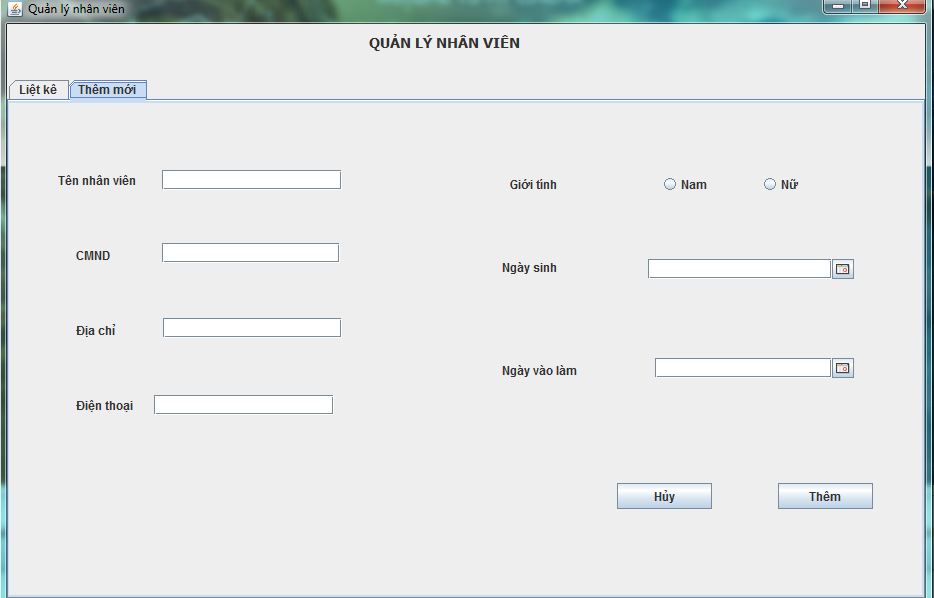 Quản lý nhân viên
QUẢN LÝ NHÂN VIÊN
Liệt kê Thêm mới
Tên nhân viên
Giới tính Nam Nữ
CMND
Ngày sinh
Địa chỉ
Ngày vào làm
Điện thoại
Hủy Thêm